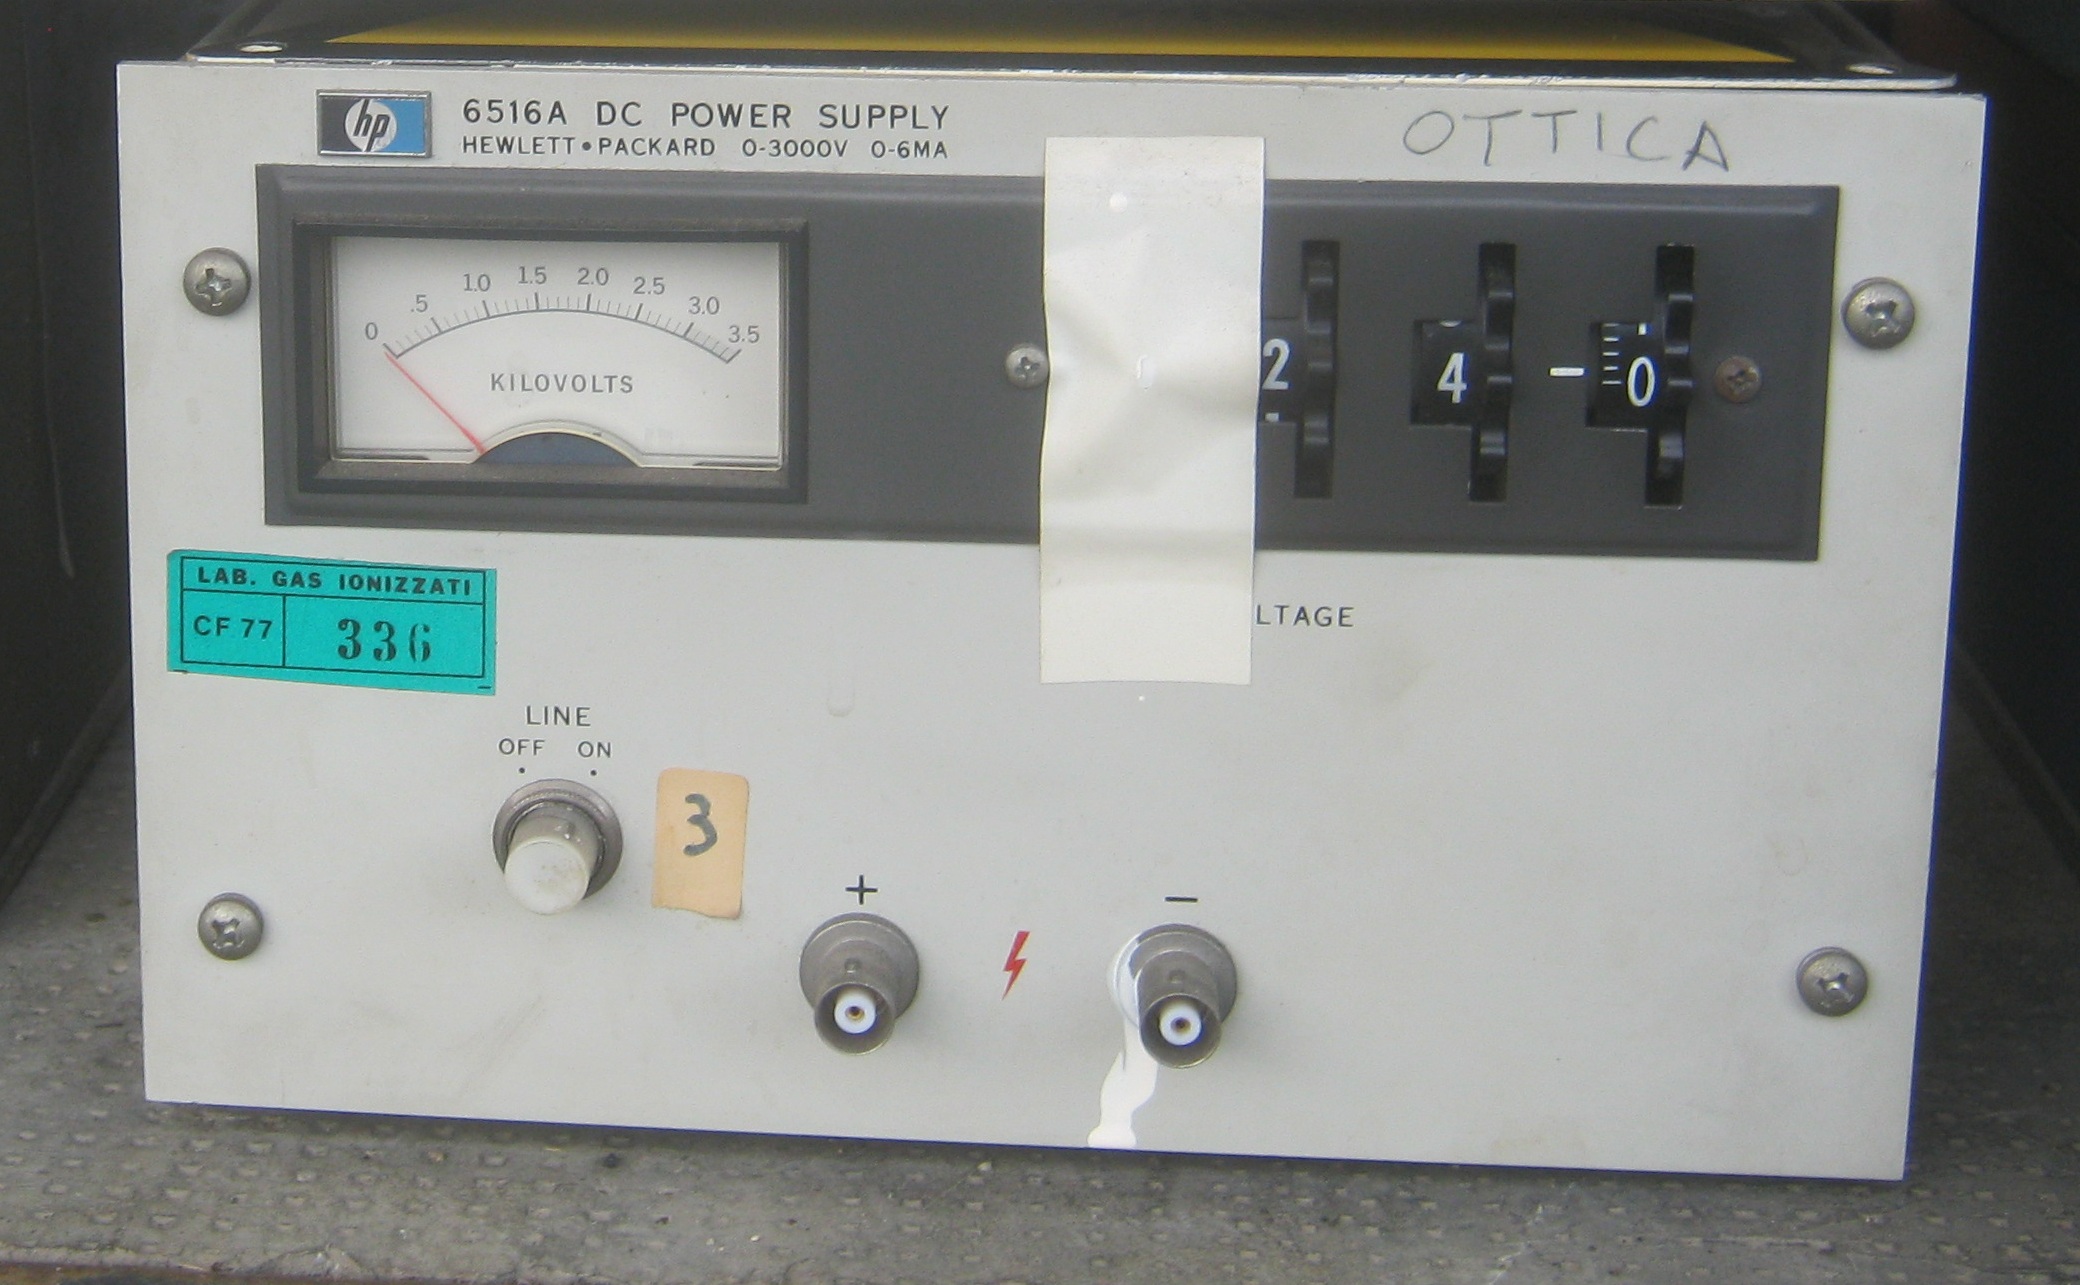 hp
6516A DC POWER SUPPLY
HEWLETT•PACKARD 0-3000V 0-6MA
OTTICA
0 .5 1.0 1.5 2.0 2.5 3.0 3.5
KILOVOLTS
2 4 0
LTAGE
LAB. GAS IONIZZATI
CF 77 336
LINE
OFF ON
3
+ −